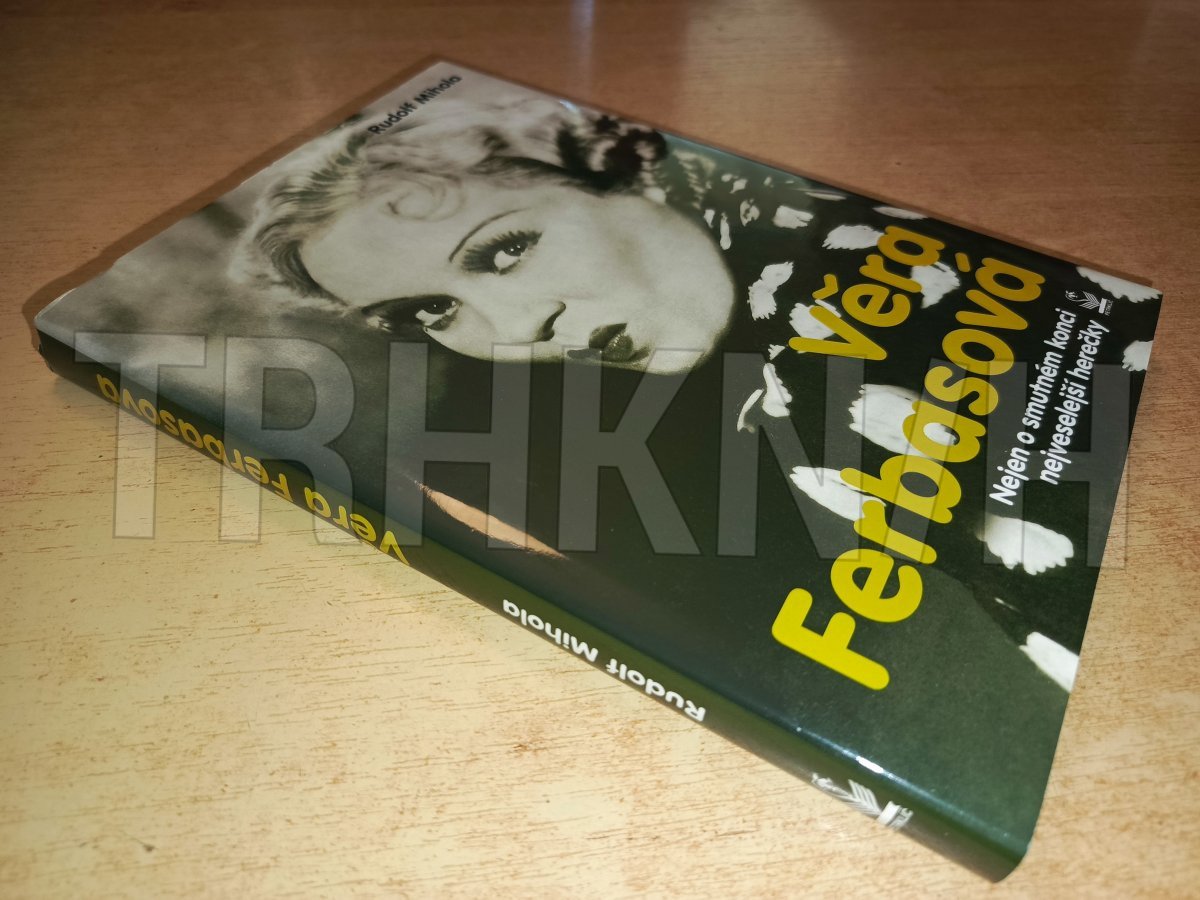 Rudolf Mihola
Věra
Ferbasová
Nejen o smutném konci
nejveselejší herečky
Věra Ferbasová
Rudolf Mihola
TRHKNIH